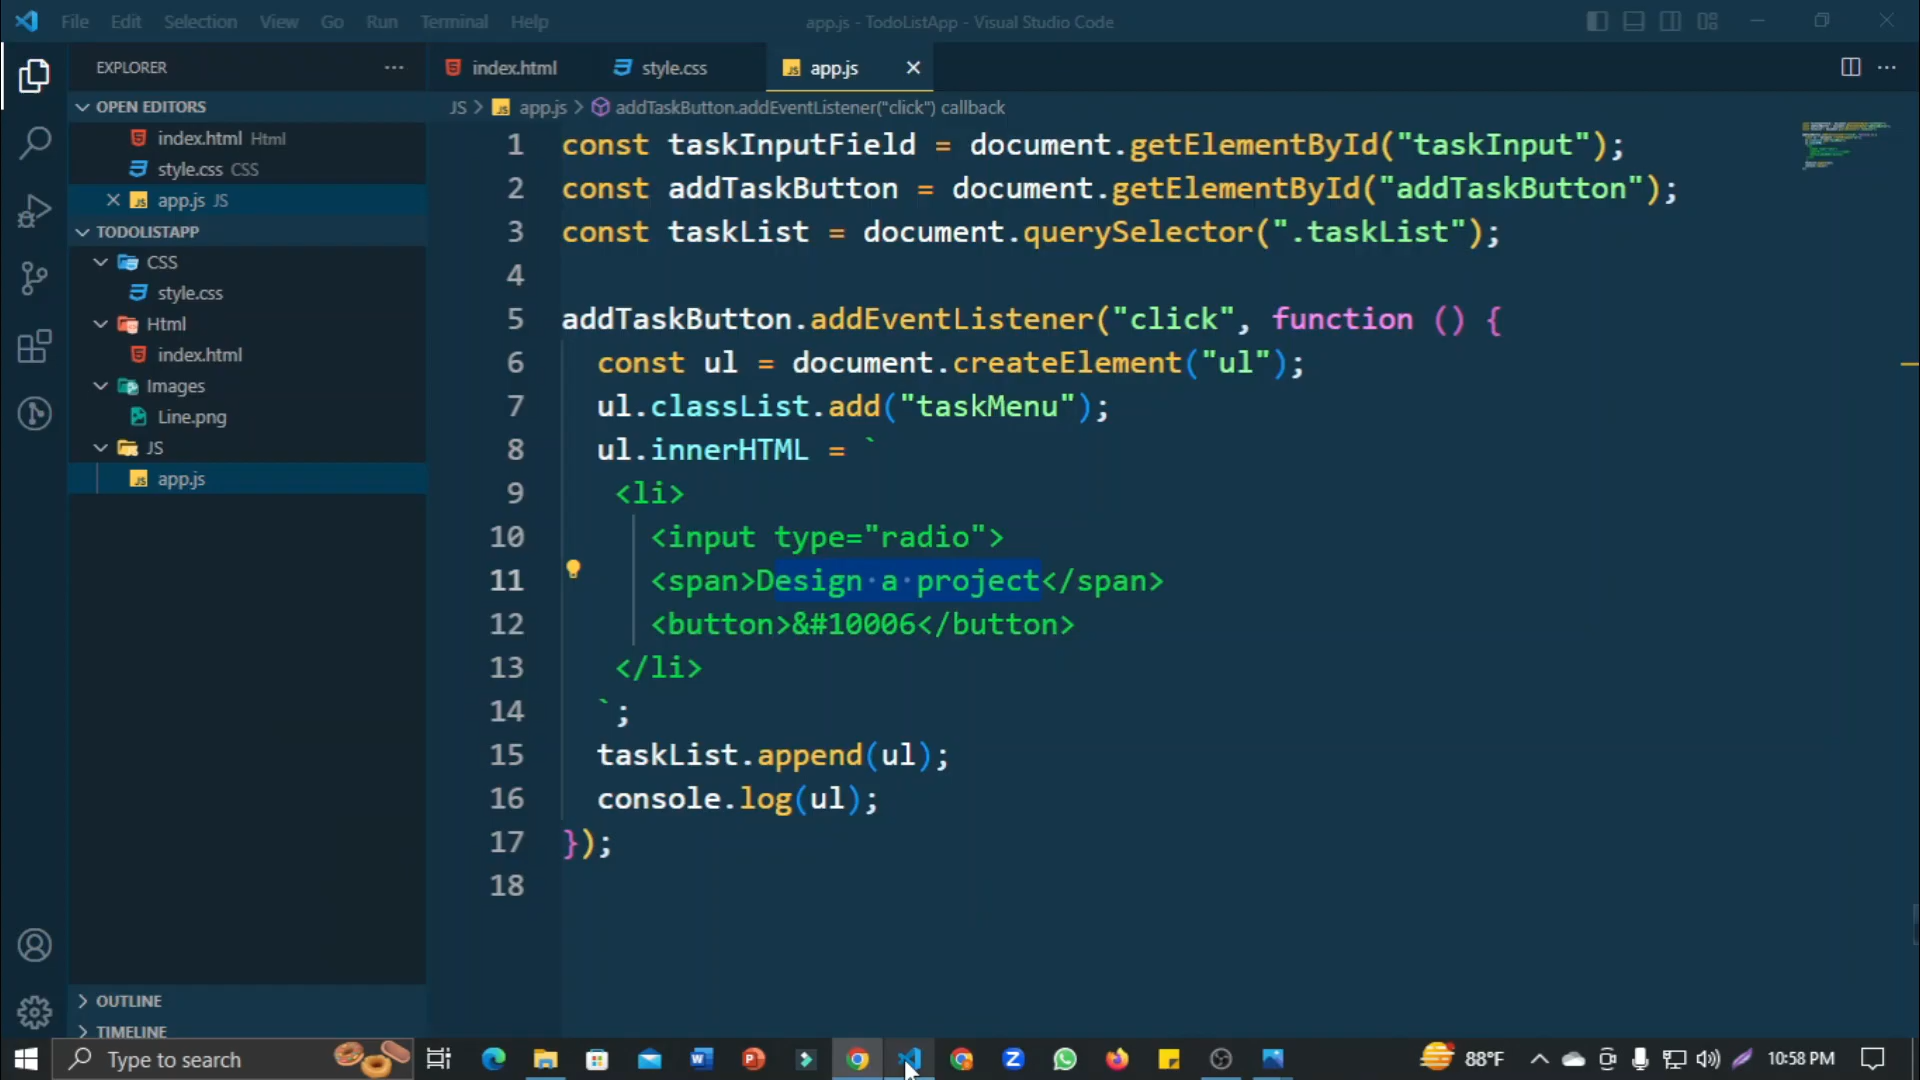 File Edit Selection View Go Run Terminal Help
app.js - TodoListApp - Visual Studio Code
EXPLORER
index.html
style.css
app.js
OPEN EDITORS
JS > app.js > addTaskButton.addEventListener("click") callback
index.html Html
style.css CSS
app.js JS
TODOLISTAPP
CSS
style.css
Html
index.html
Images
Line.png
JS
app.js
OUTLINE
TIMELINE
1 const taskInputField = document.getElementById("taskInput");
2 const addTaskButton = document.getElementById("addTaskButton");
3 const taskList = document.querySelector(".taskList");
4
5 addTaskButton.addEventListener("click", function () {
6 const ul = document.createElement("ul");
7 ul.classList.add("taskMenu");
8 ul.innerHTML = `
9 <li>
10 <input type="radio">
11 <span>Design·a·project</span>
12 <button>&#10006</button>
13 </li>
14 `;
15 taskList.append(ul);
16 console.log(ul);
17 });
18
Type to search
88°F
10:58 PM